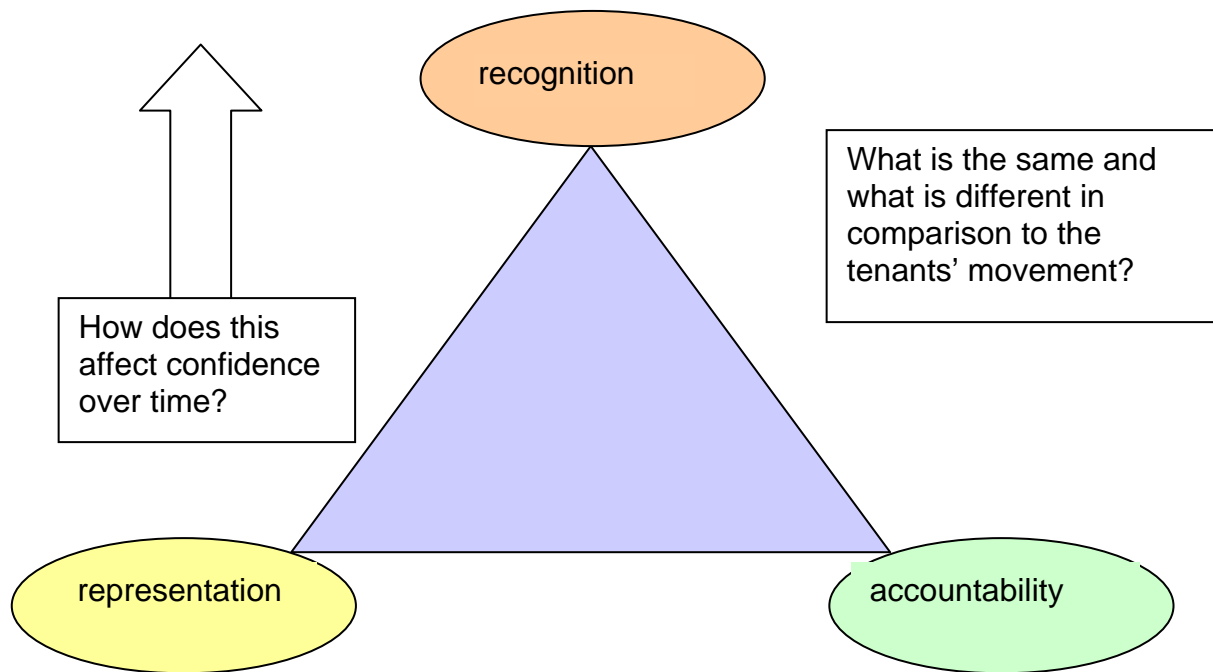 recognition
What is the same and
what is different in
comparison to the
tenants’ movement?
How does this
affect confidence
over time?
representation
accountability